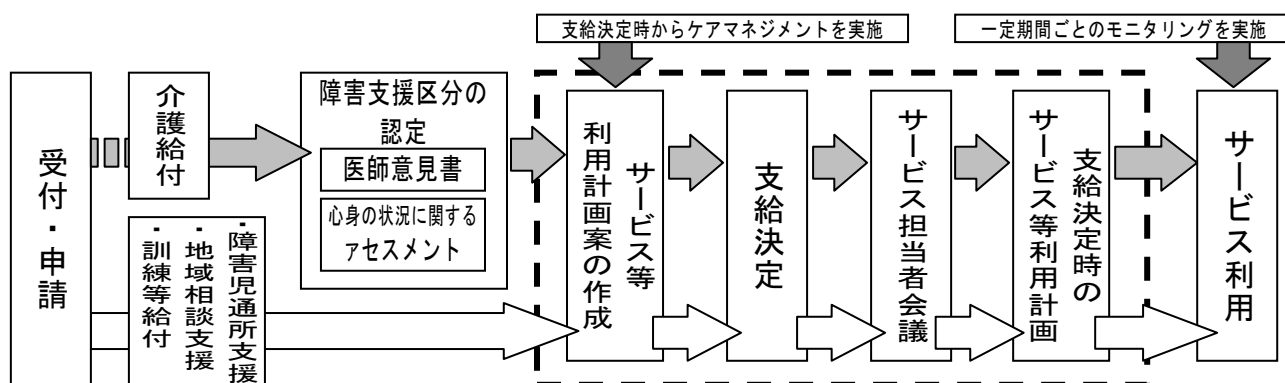 支給決定時からケアマネジメントを実施
一定期間ごとのモニタリングを実施
受付・申請
介護給付
障害支援区分の
認定
医師意見書
心身の状況に関する
アセスメント
・障害児通所支援
・地域相談支援
・訓練等給付
サービス等
利用計画案の作成
支給決定
サービス担当者会議
支給決定時の
サービス等利用計画
サービス利用